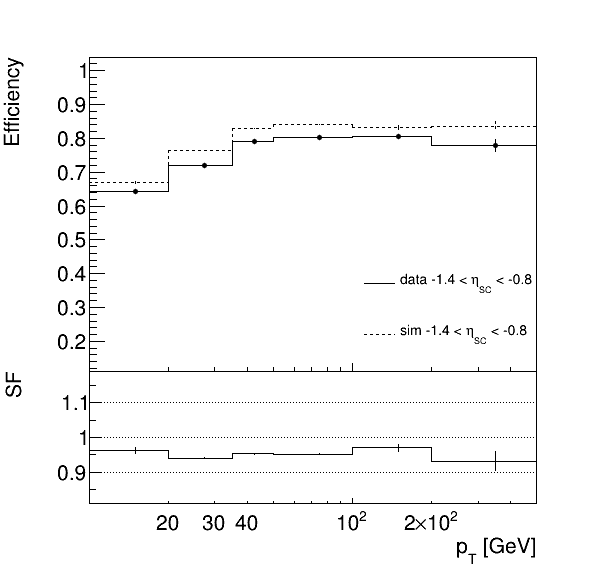 Efficiency
1
0.9
0.8
0.7
0.6
0.5
0.4
0.3
0.2
data -1.4 < η_SC < -0.8
sim -1.4 < η_SC < -0.8
SF
1.1
1
0.9
20 30 40 10² 2×10²
p_T [GeV]